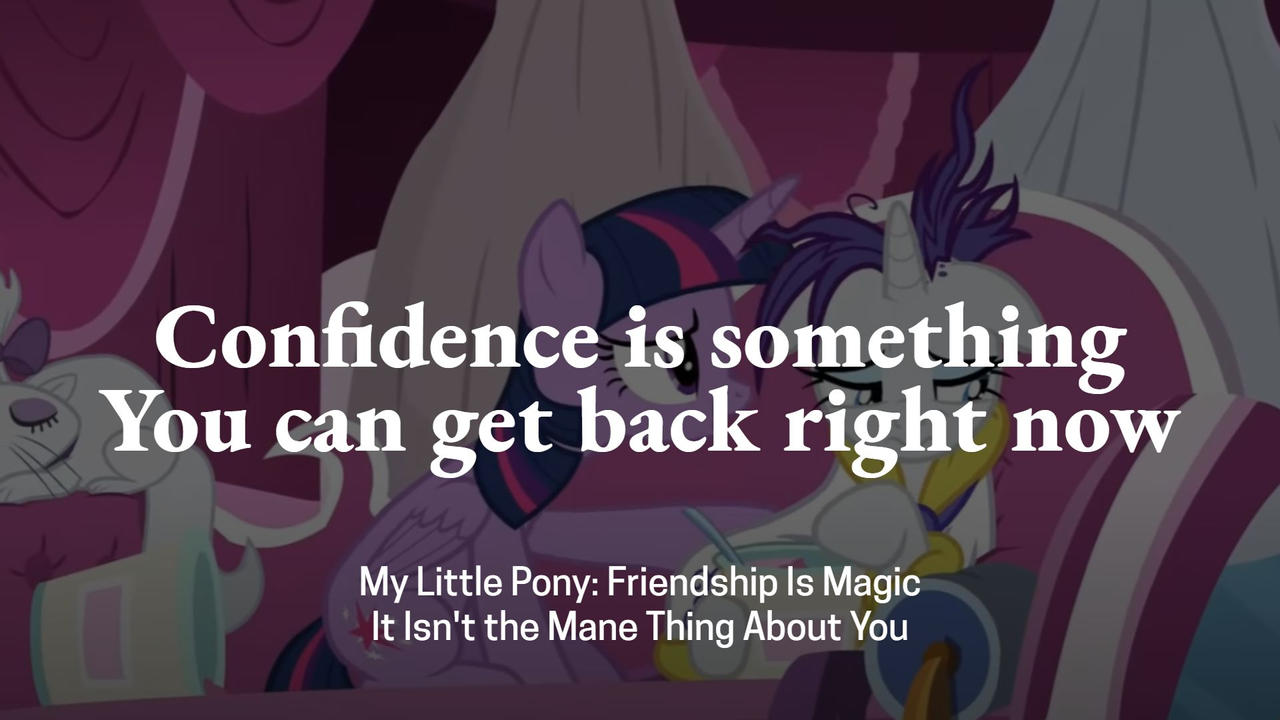 Confidence is something
You can get back right now
My Little Pony: Friendship Is Magic
It Isn't the Mane Thing About You